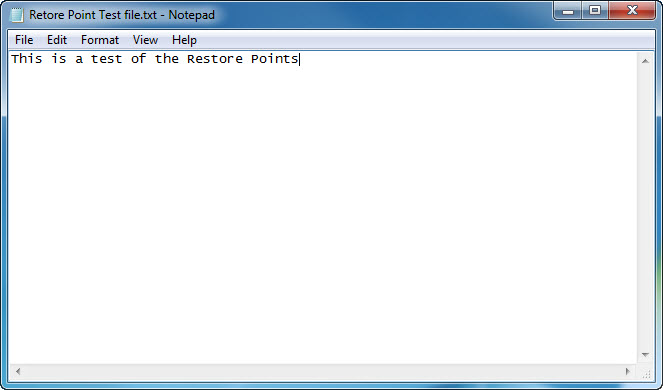 Retore Point Test file.txt - Notepad
File Edit Format View Help
This is a test of the Restore Points